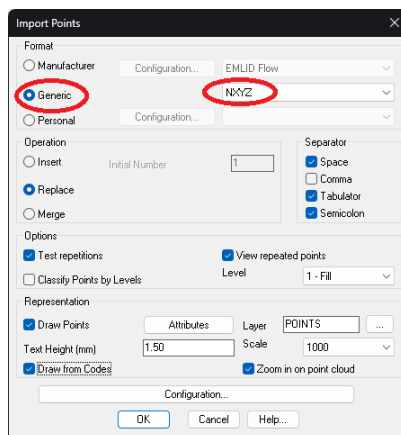 Import Points
Format
Manufacturer Configuration... EMLID Flow
Generic NXYZ
Personal Configuration...
Operation Separator
Insert Initial Number 1 Space
Comma
Replace Tabulator
Merge Semicolon
Options
Test repetitions View repeated points
Classify Points by Levels Level 1 - Fill
Representation
Draw Points Attributes Layer POINTS ...
Text Height (mm) 1.50 Scale 1000
Draw from Codes Zoom in on point cloud
Configuration...
OK Cancel Help...